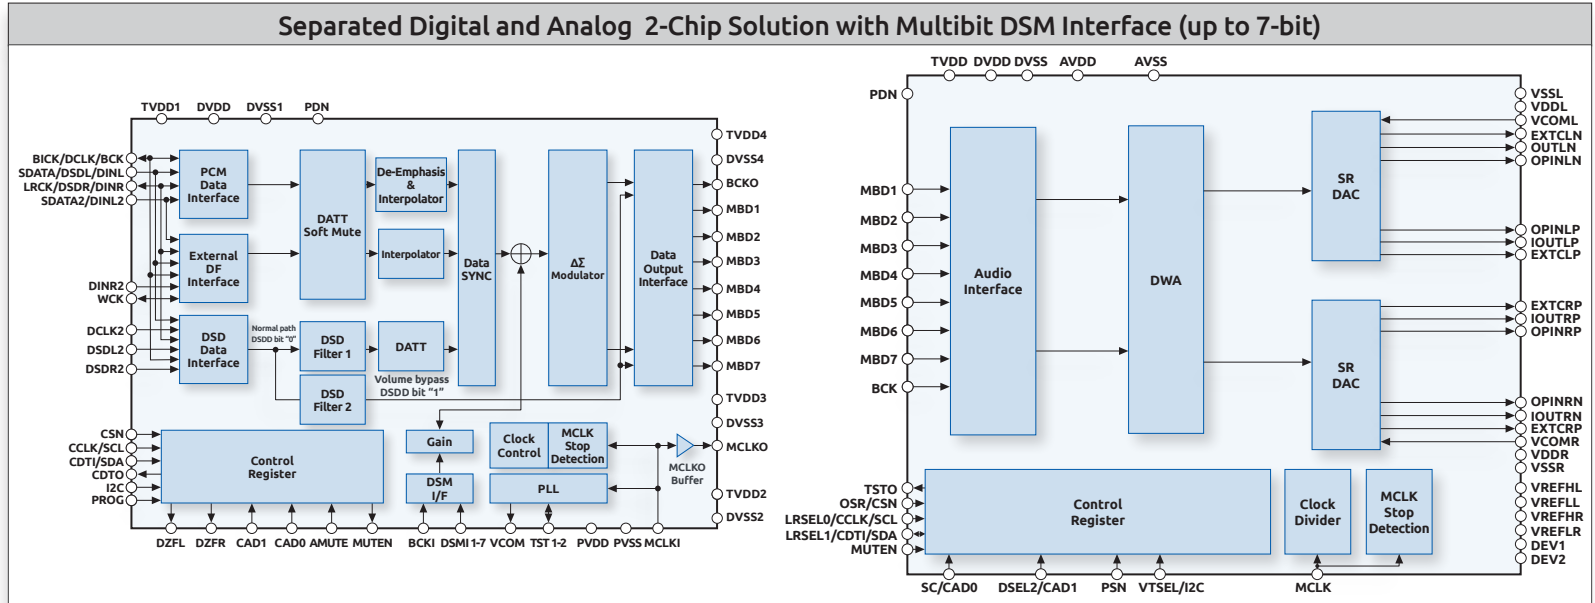 Separated Digital and Analog 2-Chip Solution with Multibit DSM Interface (up to 7-bit)
TVDD1 DVDD DVSS1 PDN
BICK/DCLK/BCK
SDATA/DSDL/DINL
LRCK/DSDR/DINR
SDATA2/DINL2
DINR2
WCK
DCLK2
DSDL2
DSDR2
CSN
CCLK/SCL
CDTI/SDA
CDTO
I2C
PROG
PCM
Data
Interface
External
DF
Interface
DSD
Data
Interface
Normal path
DSDD bit "0"
DATT
Soft Mute
De-Emphasis
&
Interpolator
Interpolator
DSD
Filter 1
DATT
Volume bypass
DSDD bit "1"
DSD
Filter 2
Data
SYNC
ΔΣ
Modulator
Data
Output
Interface
Control
Register
Gain
DSM
I/F
Clock
Control
MCLK
Stop
Detection
PLL
MCLKO
Buffer
TVDD4
DVSS4
BCKO
MBD1
MBD2
MBD3
MBD4
MBD5
MBD6
MBD7
TVDD3
DVSS3
MCLKO
TVDD2
DVSS2
DZFL DZFR CAD1 CAD0 AMUTE MUTEN BCKI DSMI1-7 VCOM TST1-2 PVDD PVSS MCLKI
TVDD DVDD DVSS AVDD AVSS
PDN
MBD1
MBD2
MBD3
MBD4
MBD5
MBD6
MBD7
BCK
TSTO
OSR/CSN
LRSEL0/CCLK/SCL
LRSEL1/CDTI/SDA
MUTEN
Audio
Interface
DWA
SR
DAC
SR
DAC
Control
Register
Clock
Divider
MCLK
Stop
Detection
VSSL
VDDL
VCOML
EXTCLN
OUTLN
OPINLN
OPINLP
IOUTLP
EXTCLP
EXTCRP
IOUTRP
OPINRP
OPINRN
IOUTRN
EXTCRP
VCOMR
VDDR
VSSR
VREFHL
VREFLL
VREFHR
VREFLR
DEV1
DEV2
SC/CAD0 DSEL2/CAD1 PSN VTSEL/I2C MCLK